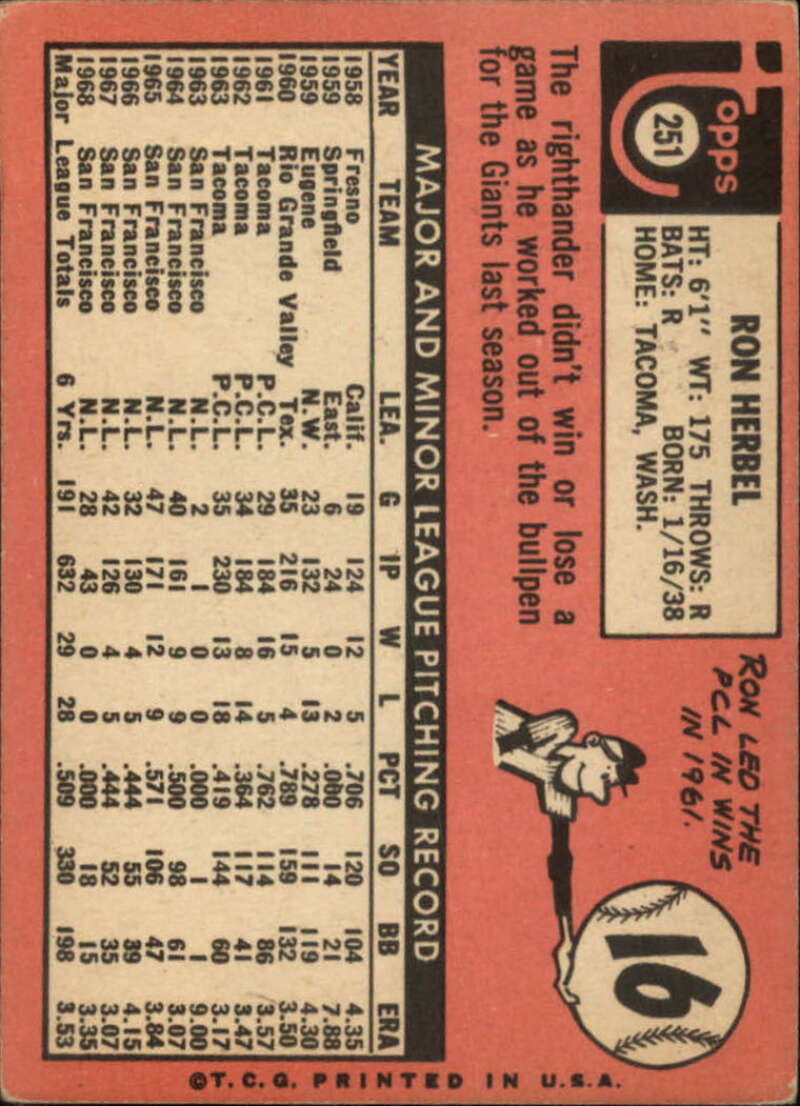 Topps
251
RON HERBEL
HT: 6'1" WT: 175 THROWS: R
BATS: R BORN: 1/16/38
HOME: TACOMA, WASH.
The righthander didn't win or lose a
game as he worked out of the bullpen
for the Giants last season.
RON LED THE
PCL IN WINS
IN 1961.
16
MAJOR AND MINOR LEAGUE PITCHING RECORD
YEAR TEAM LEA. G IP W L PCT SO BB ERA
1958 Fresno Calif. 19 124 12 5 .706 120 104 4.35
1959 Springfield East. 6 24 0 2 .000 14 21 7.88
1959 Eugene N.W. 23 132 5 13 .278 111 119 4.30
1960 Rio Grande Valley Tex. 35 216 15 4 .789 159 132 3.50
1961 Tacoma P.C.L. 29 184 16 5 .762 114 86 3.57
1962 Tacoma P.C.L. 34 184 8 14 .364 117 41 3.47
1963 Tacoma P.C.L. 35 230 13 18 .419 144 60 3.17
1963 San Francisco N.L. 2 1 0 0 .000 1 1 9.00
1964 San Francisco N.L. 40 161 9 9 .500 98 61 3.07
1965 San Francisco N.L. 47 171 12 9 .571 106 47 3.84
1966 San Francisco N.L. 32 130 4 5 .444 55 39 4.15
1967 San Francisco N.L. 42 126 4 5 .444 52 35 3.07
1968 San Francisco N.L. 28 43 0 0 .000 18 15 3.35
Major League Totals 6 Yrs. 191 632 29 28 .509 330 198 3.53
©T.C.G. PRINTED IN U.S.A.